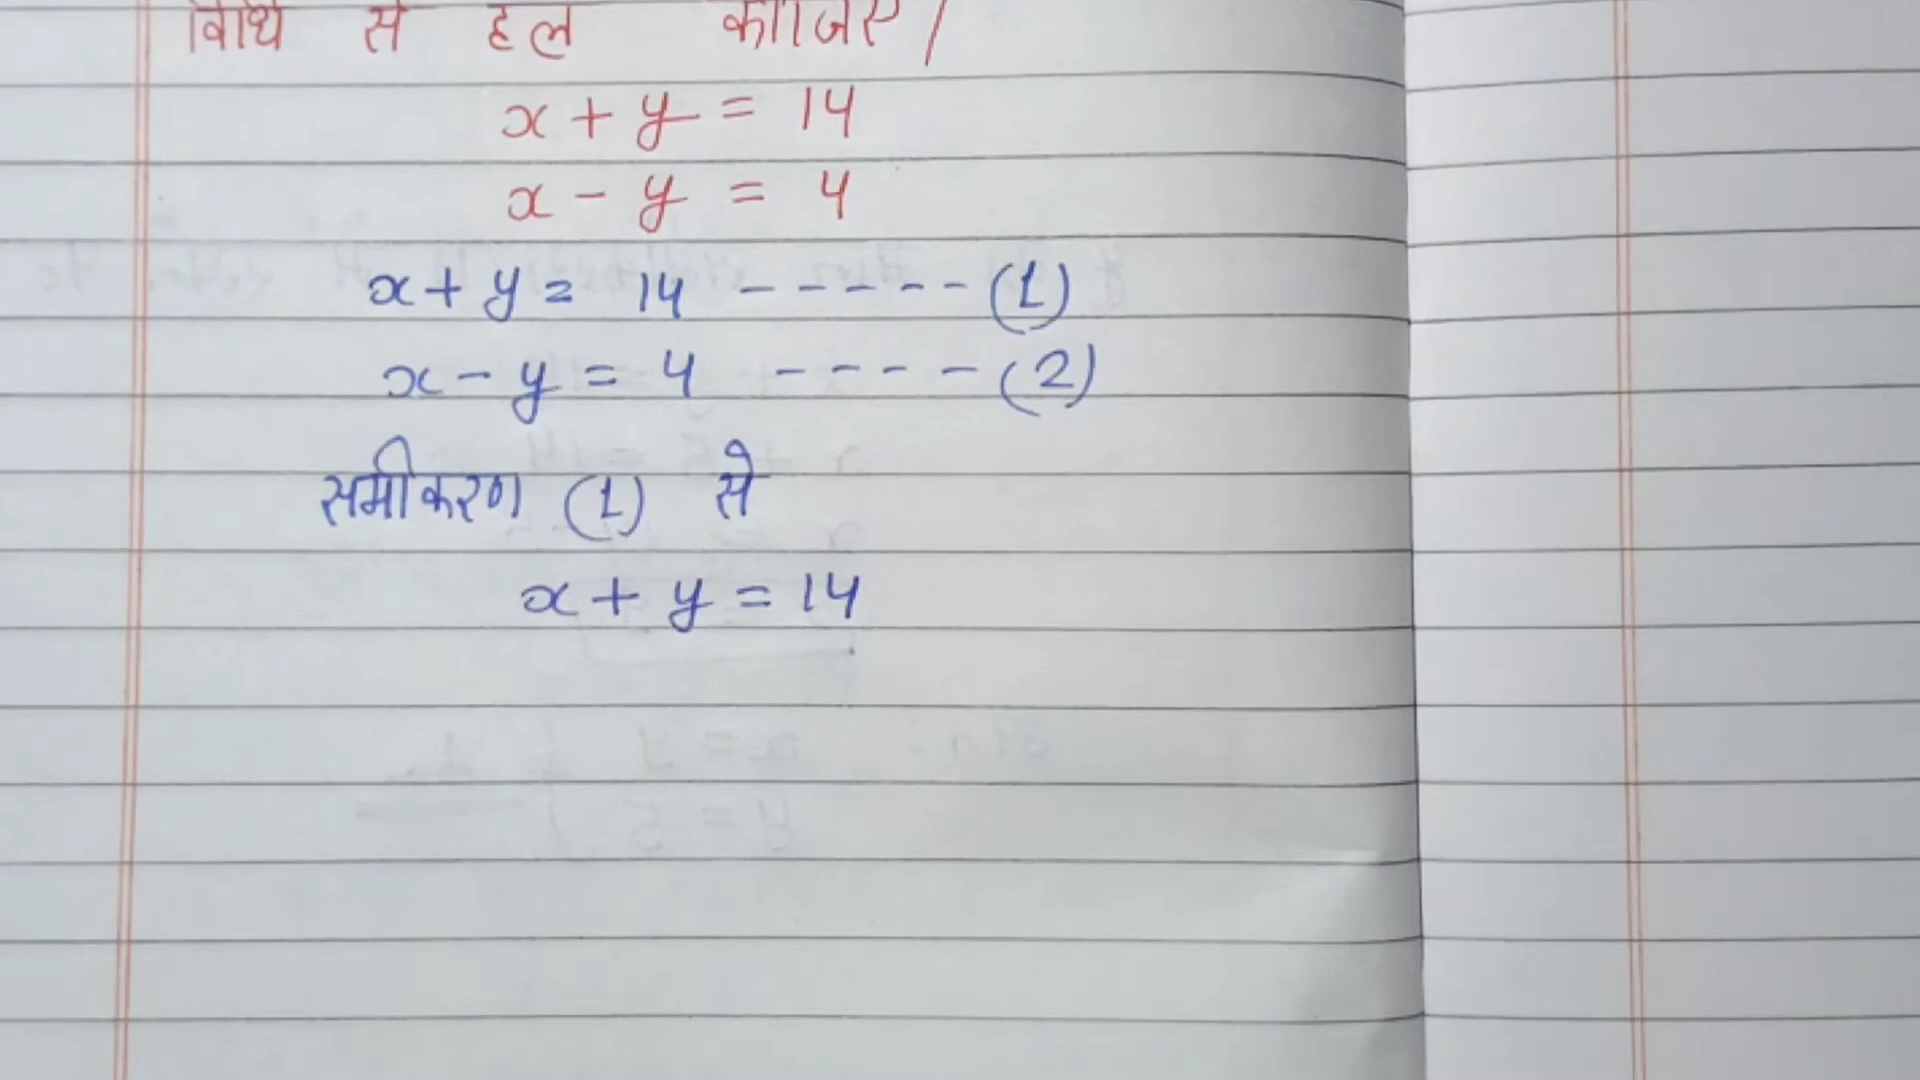 विधि से हल कीजिए/
x + y = 14
x - y = 4
x + y = 14 ----- (1)
x - y = 4 ---- (2)
समीकरण (1) से
x + y = 14